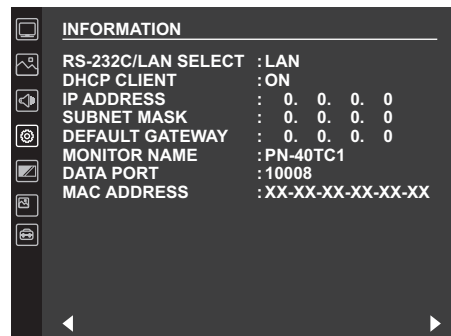 INFORMATION
RS-232C/LAN SELECT : LAN
DHCP CLIENT : ON
IP ADDRESS : 0. 0. 0. 0
SUBNET MASK : 0. 0. 0. 0
DEFAULT GATEWAY : 0. 0. 0. 0
MONITOR NAME : PN-40TC1
DATA PORT : 10008
MAC ADDRESS : XX-XX-XX-XX-XX-XX